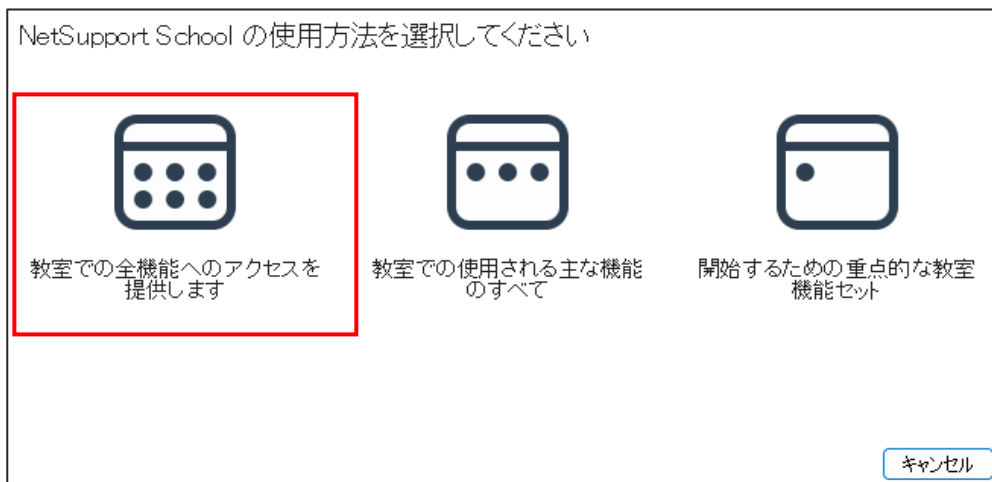 NetSupport School の使用方法を選択してください
教室での全機能へのアクセスを
提供します
教室での使用される主な機能
のすべて
開始するための重点的な教室
機能セット
キャンセル